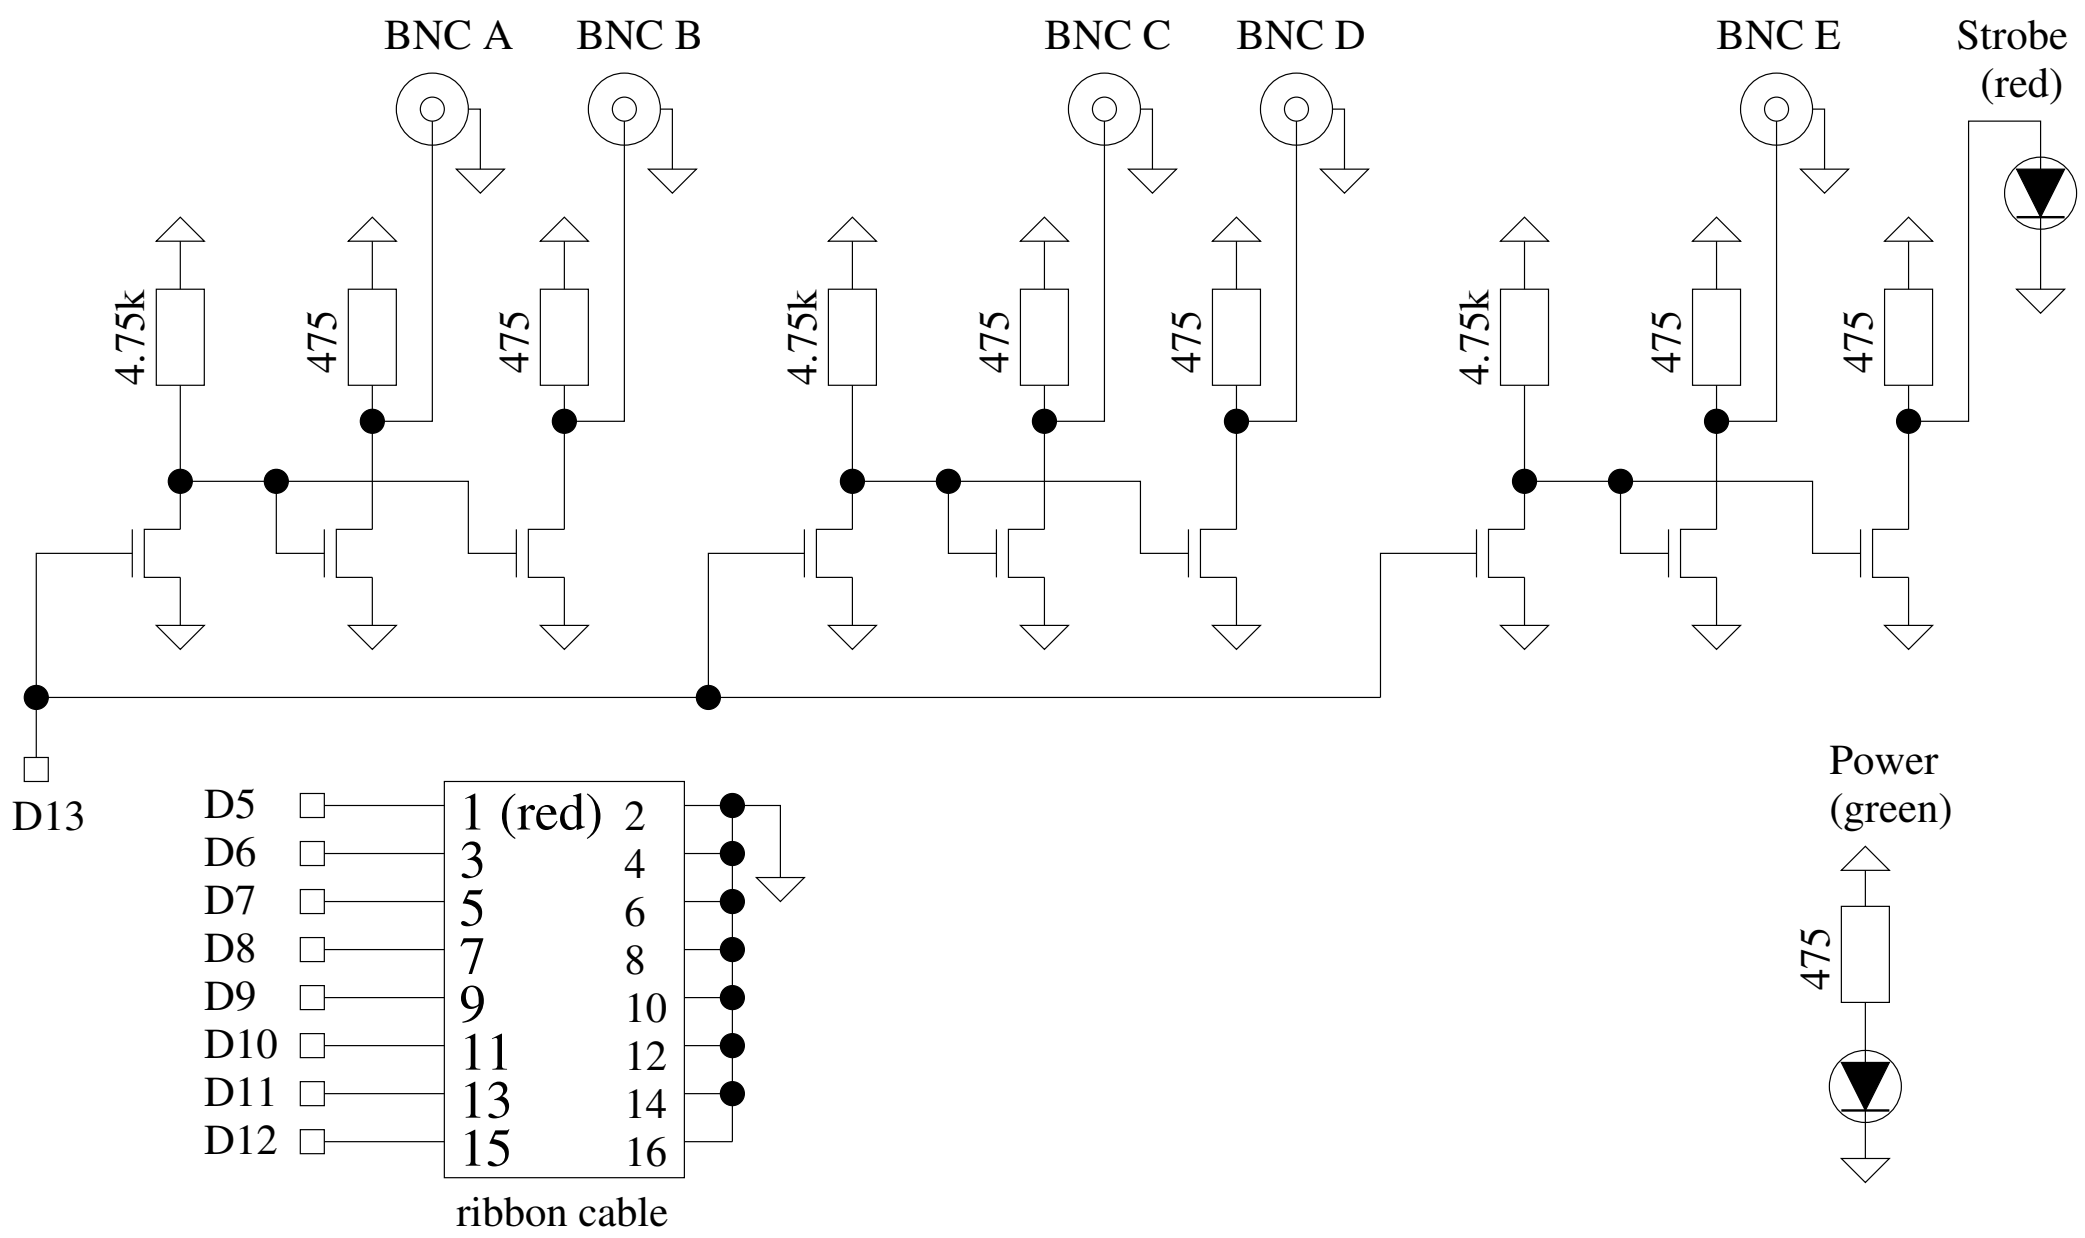 BNC A
BNC B
BNC C
BNC D
BNC E
Strobe
(red)
4.75k
475
475
4.75k
475
475
4.75k
475
475
D13
D5
1 (red)
2
D6
3
4
D7
5
6
D8
7
8
D9
9
10
D10
11
12
D11
13
14
D12
15
16
ribbon cable
Power
(green)
475